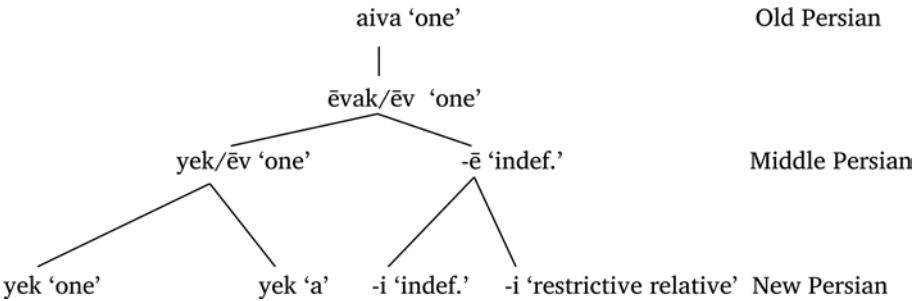 aiva ‘one’ Old Persian
ēvak/ēv ‘one’
yek/ēv ‘one’ -ē ‘indef.’ Middle Persian
yek ‘one’ yek ‘a’ -i ‘indef.’ -i ‘restrictive relative’ New Persian